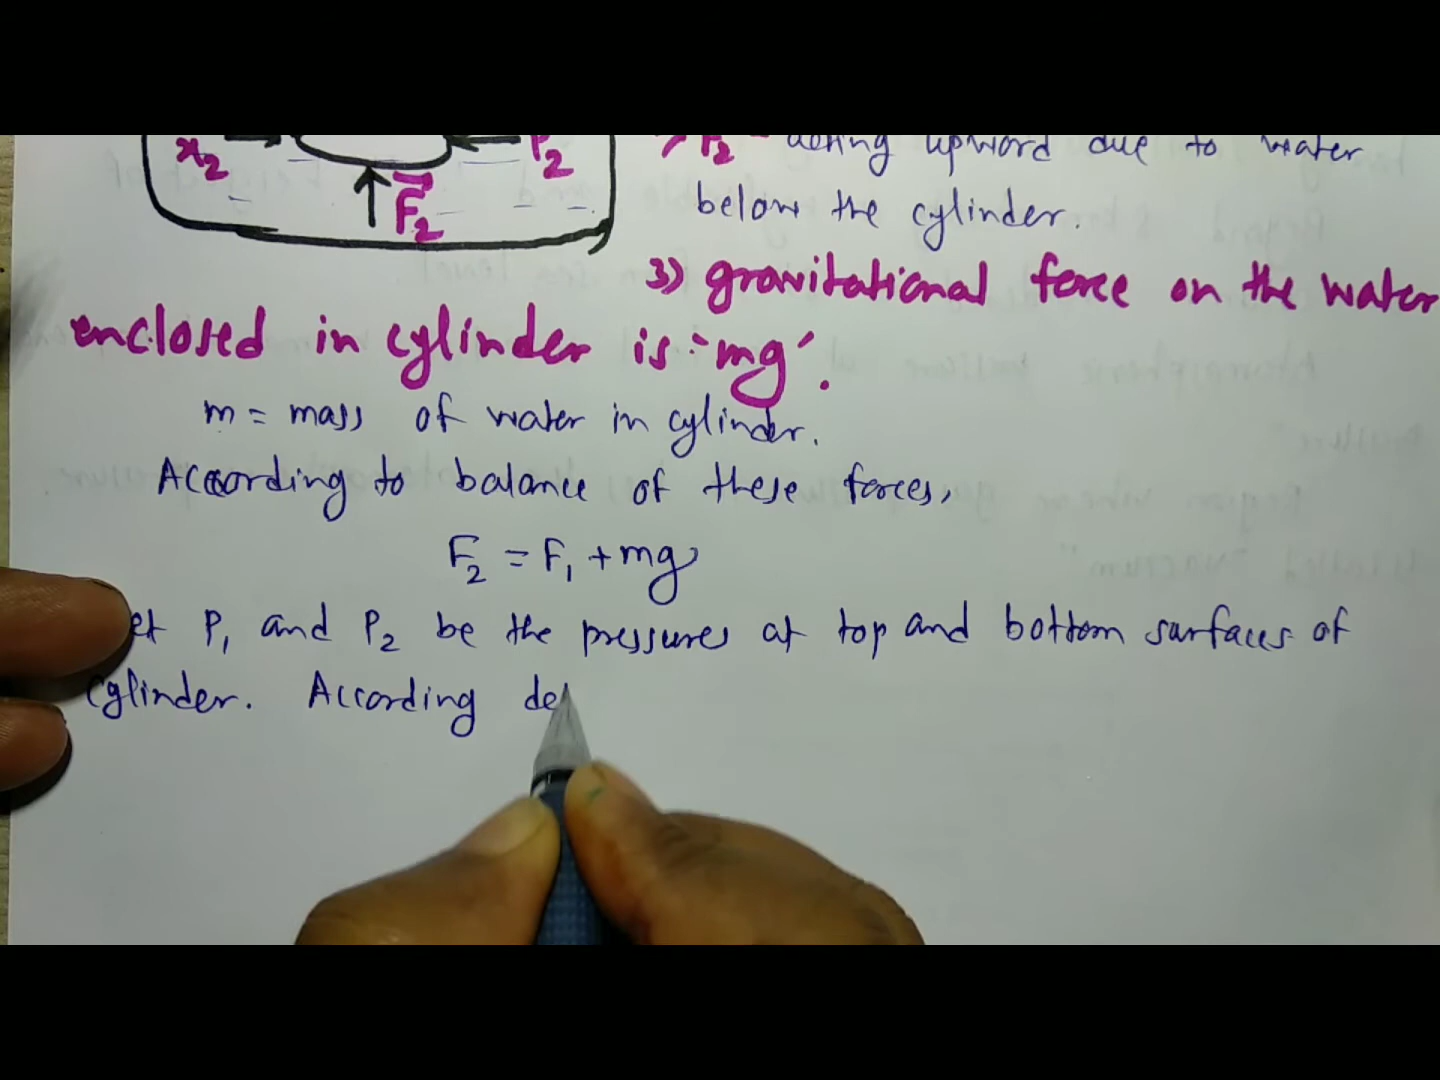 x₂ P₂ F₂ - acting upward due to water
F₂ below the cylinder.
3) gravitational force on the water
enclosed in cylinder is :- 'mg'.
m = mass of water in cylinder.
According to balance of these forces,
F₂ = F₁ + mg
et P₁ and P₂ be the pressures at top and bottom surfaces of
cylinder. According de